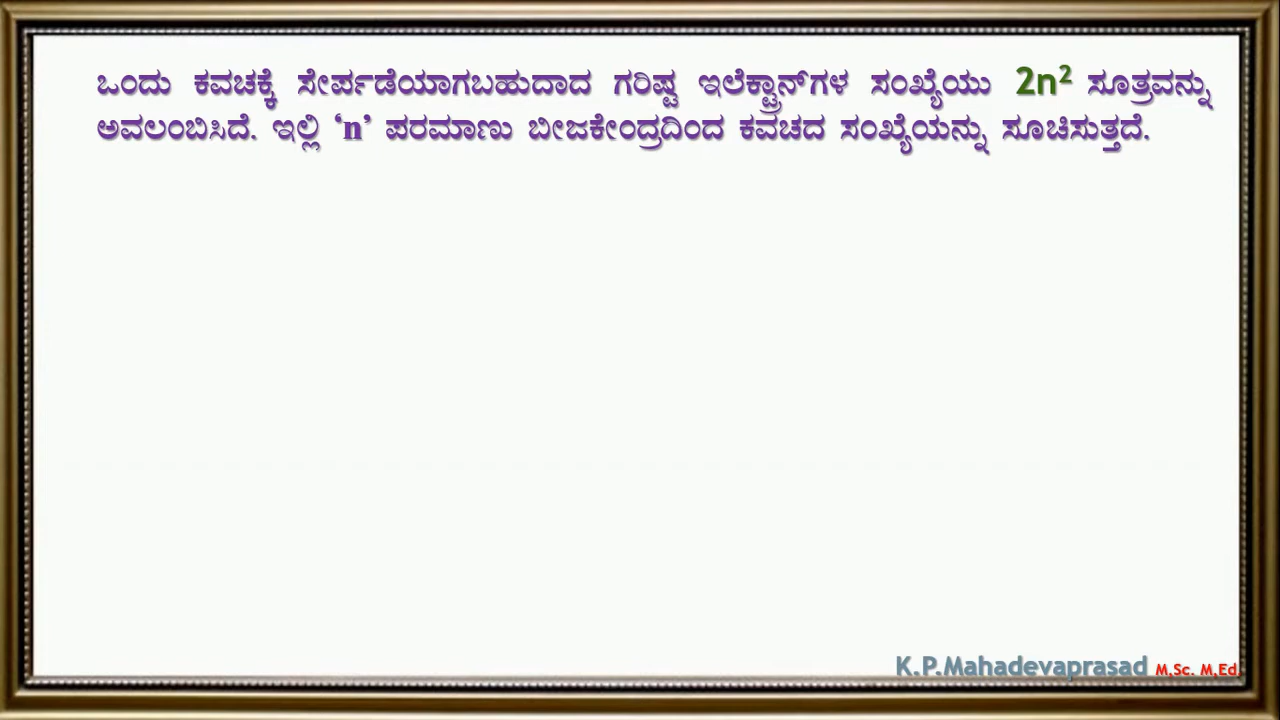 ಒಂದು ಕವಚಕ್ಕೆ ಸೇರ್ಪಡೆಯಾಗಬಹುದಾದ ಗರಿಷ್ಟ ಇಲೆಕ್ಟ್ರಾನ್‌ಗಳ ಸಂಖ್ಯೆಯು 2n² ಸೂತ್ರವನ್ನು
ಅವಲಂಬಿಸಿದೆ. ಇಲ್ಲಿ ‘n’ ಪರಮಾಣು ಬೀಜಕೇಂದ್ರದಿಂದ ಕವಚದ ಸಂಖ್ಯೆಯನ್ನು ಸೂಚಿಸುತ್ತದೆ.
K.P.Mahadevaprasad M.Sc. M,Ed.